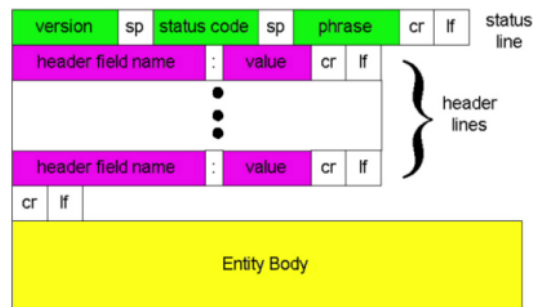 version sp status code sp phrase cr lf status line
header field name : value cr lf
header lines
header field name : value cr lf
cr lf
Entity Body